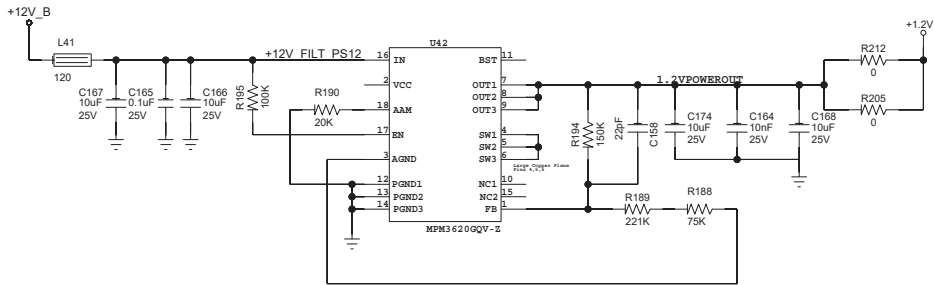 +12V_B
L41
120
C167
10uF
25V
C165
0.1uF
25V
C166
10uF
25V
R195
100K
+12V_FILT_PS12
R190
20K
U42
16
IN
2
VCC
18
AAM
17
EN
3
AGND
12
PGND1
13
PGND2
14
PGND3
BST
11
OUT1
7
OUT2
8
OUT3
9
SW1
4
SW2
5
SW3
6
NC1
10
NC2
15
FB
1
MPM3620GQV-Z
Large Copper Plane
Pins 4,5,6
1.2VPOWEROUT
R194
150K
22pF
C158
C174
10uF
25V
C164
10nF
25V
C168
10uF
25V
R189
221K
R188
75K
R212
0
R205
0
+1.2V